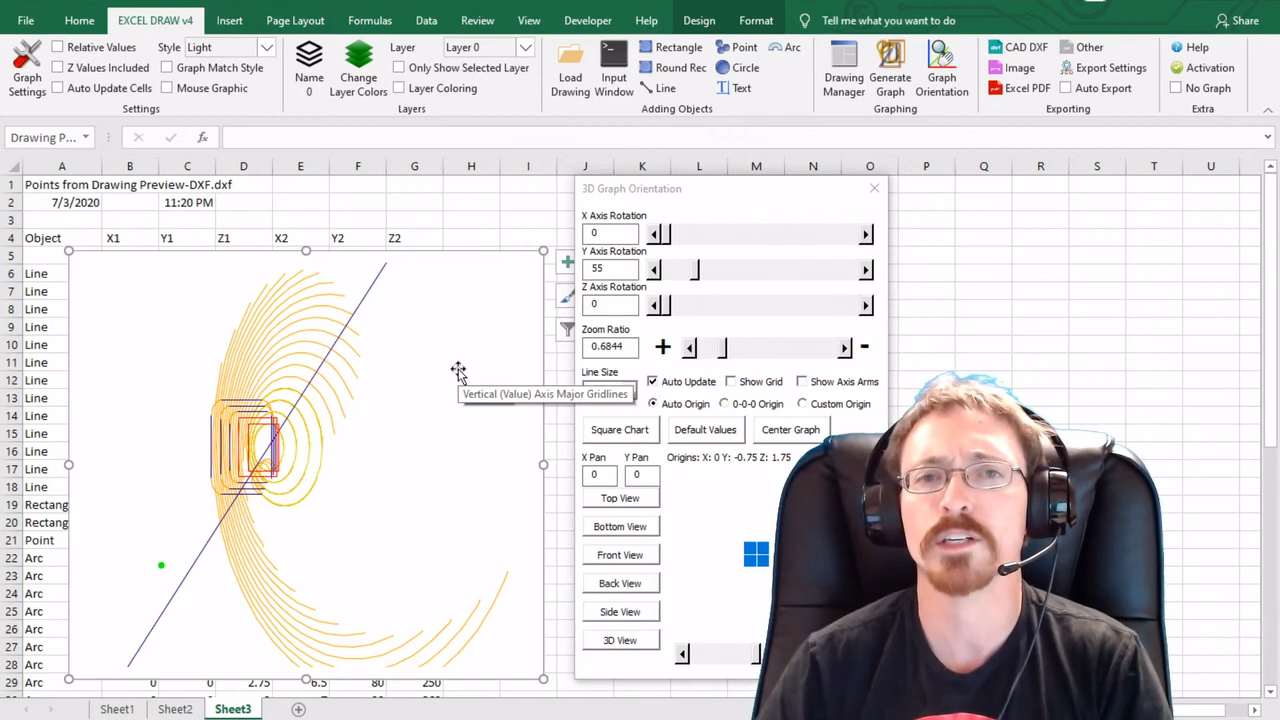 File Home EXCEL DRAW v4 Insert Page Layout Formulas Data Review View Developer Help Design Format Tell me what you want to do Share
Relative Values Style Light Layer Layer 0 Rectangle Point Arc CAD DXF Other Help
Z Values Included Graph Match Style Only Show Selected Layer Round Rec Circle Image Export Settings Activation
Auto Update Cells Mouse Graphic Layer Coloring Line Text Excel PDF Auto Export No Graph
Graph Settings Name 0 Change Layer Colors Load Drawing Input Window Drawing Manager Generate Graph Graph Orientation
Settings Layers Adding Objects Graphing Exporting Extra
Drawing P... fx
A B C D E F G H I J K L M N O P Q R S T U
1 Points from Drawing Preview-DXF.dxf
2 7/3/2020 11:20 PM
3
4 Object X1 Y1 Z1 X2 Y2 Z2
5
6 Line
7 Line
8 Line
9 Line
10 Line
11 Line
12 Line
13 Line
14 Line
15 Line
16 Line
17 Line
18 Line
19 Rectang
20 Rectang
21 Point
22 Arc
23 Arc
24 Arc
25 Arc
26 Arc
27 Arc
28 Arc
29 Arc 0 0 2.75 6.5 80 250
Vertical (Value) Axis Major Gridlines
3D Graph Orientation
X Axis Rotation
0
Y Axis Rotation
55
Z Axis Rotation
0
Zoom Ratio
0.6844 + -
Line Size Auto Update Show Grid Show Axis Arms
Auto Origin 0-0-0 Origin Custom Origin
Square Chart Default Values Center Graph
X Pan Y Pan Origins: X: 0 Y: -0.75 Z: 1.75
0 0
Top View
Bottom View
Front View
Back View
Side View
3D View
Sheet1 Sheet2 Sheet3